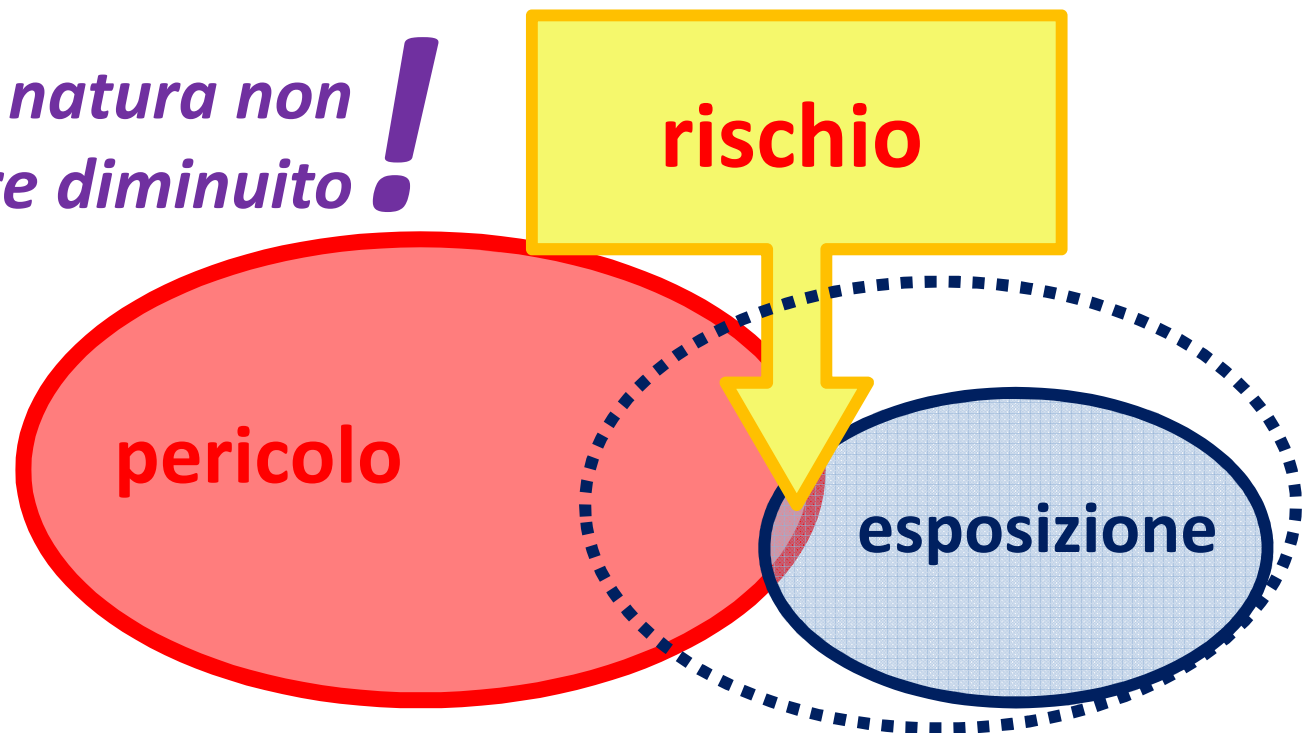 natura non
diminuito !
rischio
pericolo
esposizione